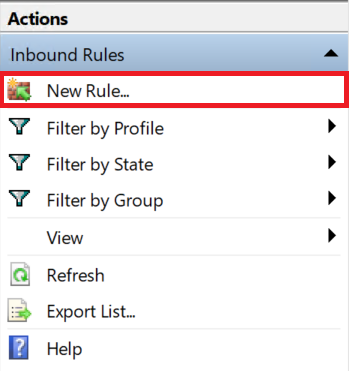 Actions
Inbound Rules
New Rule...
Filter by Profile
Filter by State
Filter by Group
View
Refresh
Export List...
Help